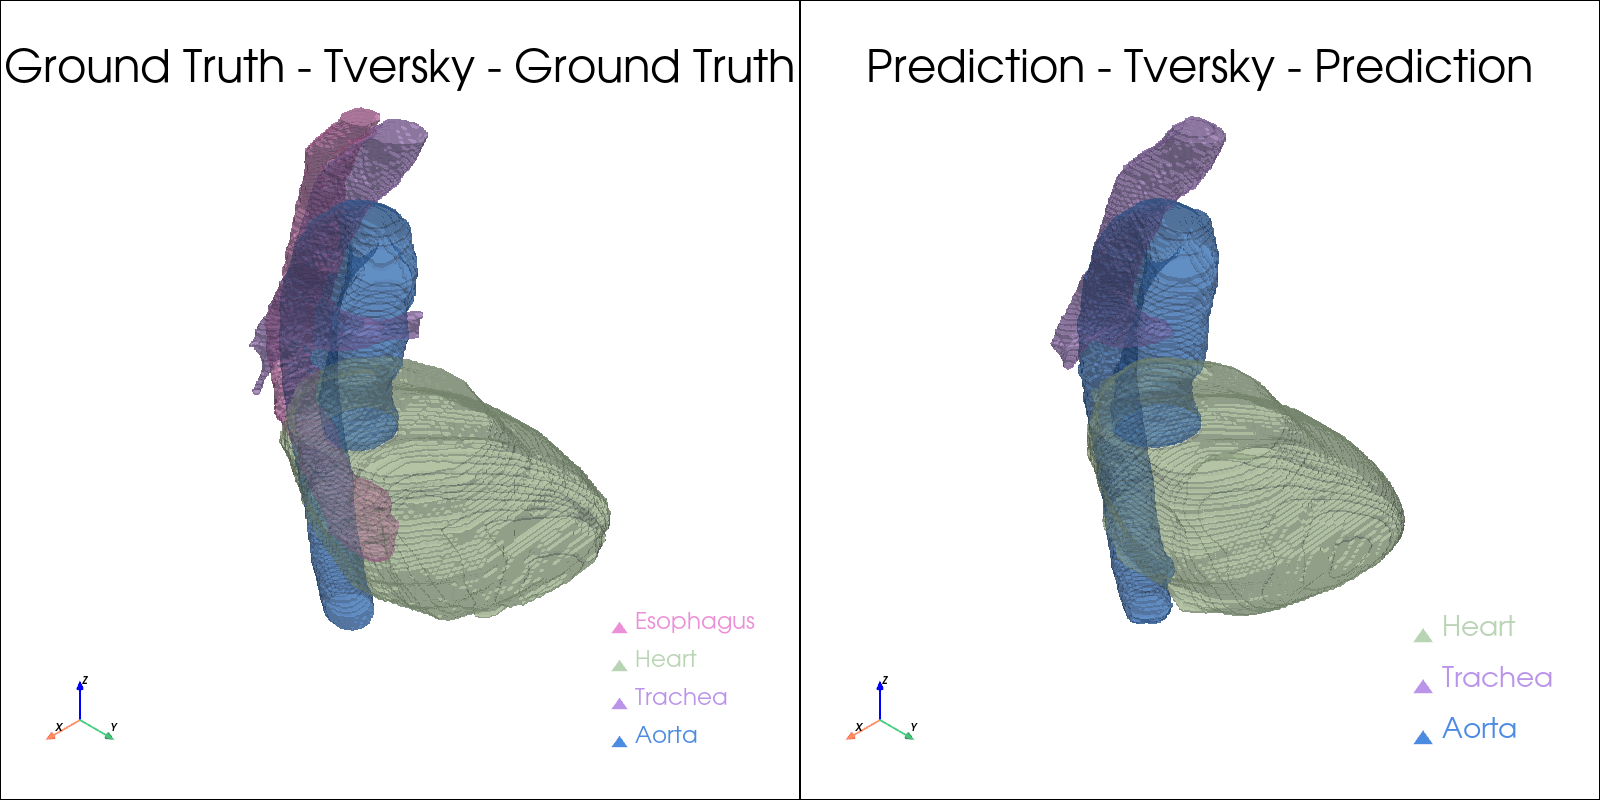 Ground Truth - Tversky - Ground Truth
Esophagus
Heart
Trachea
Aorta
Z
X
Y
Prediction - Tversky - Prediction
Heart
Trachea
Aorta
Z
X
Y